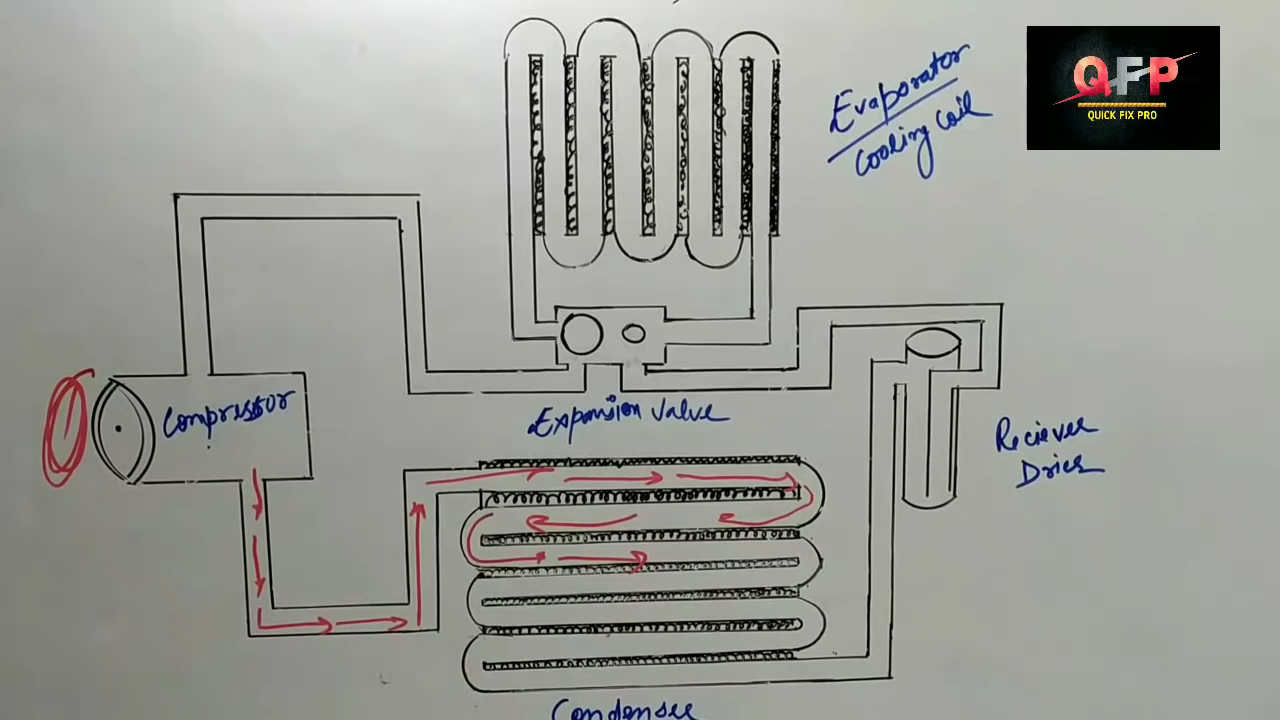 Evaporator
Cooling Coil
QFP
QUICK FIX PRO
Compressor
Expansion Valve
Reciever
Drier
Condenser